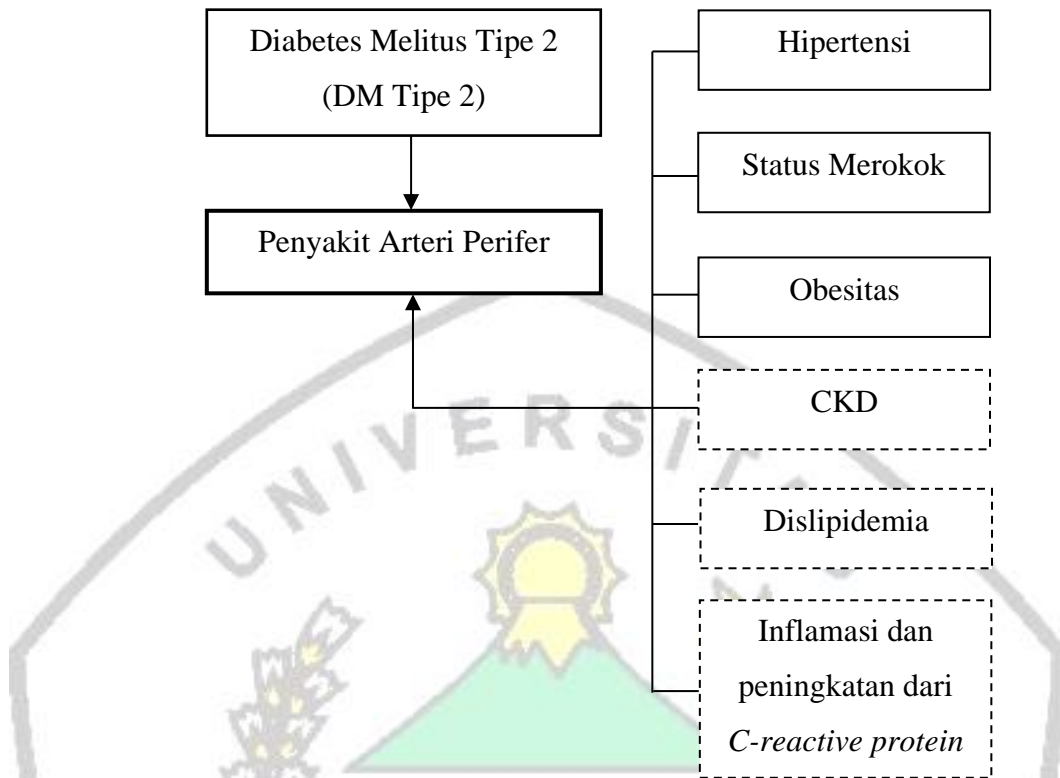 Diabetes Melitus Tipe 2
(DM Tipe 2)
Penyakit Arteri Perifer
Hipertensi
Status Merokok
Obesitas
CKD
Dislipidemia
Inflamasi dan
peningkatan dari
C-reactive protein